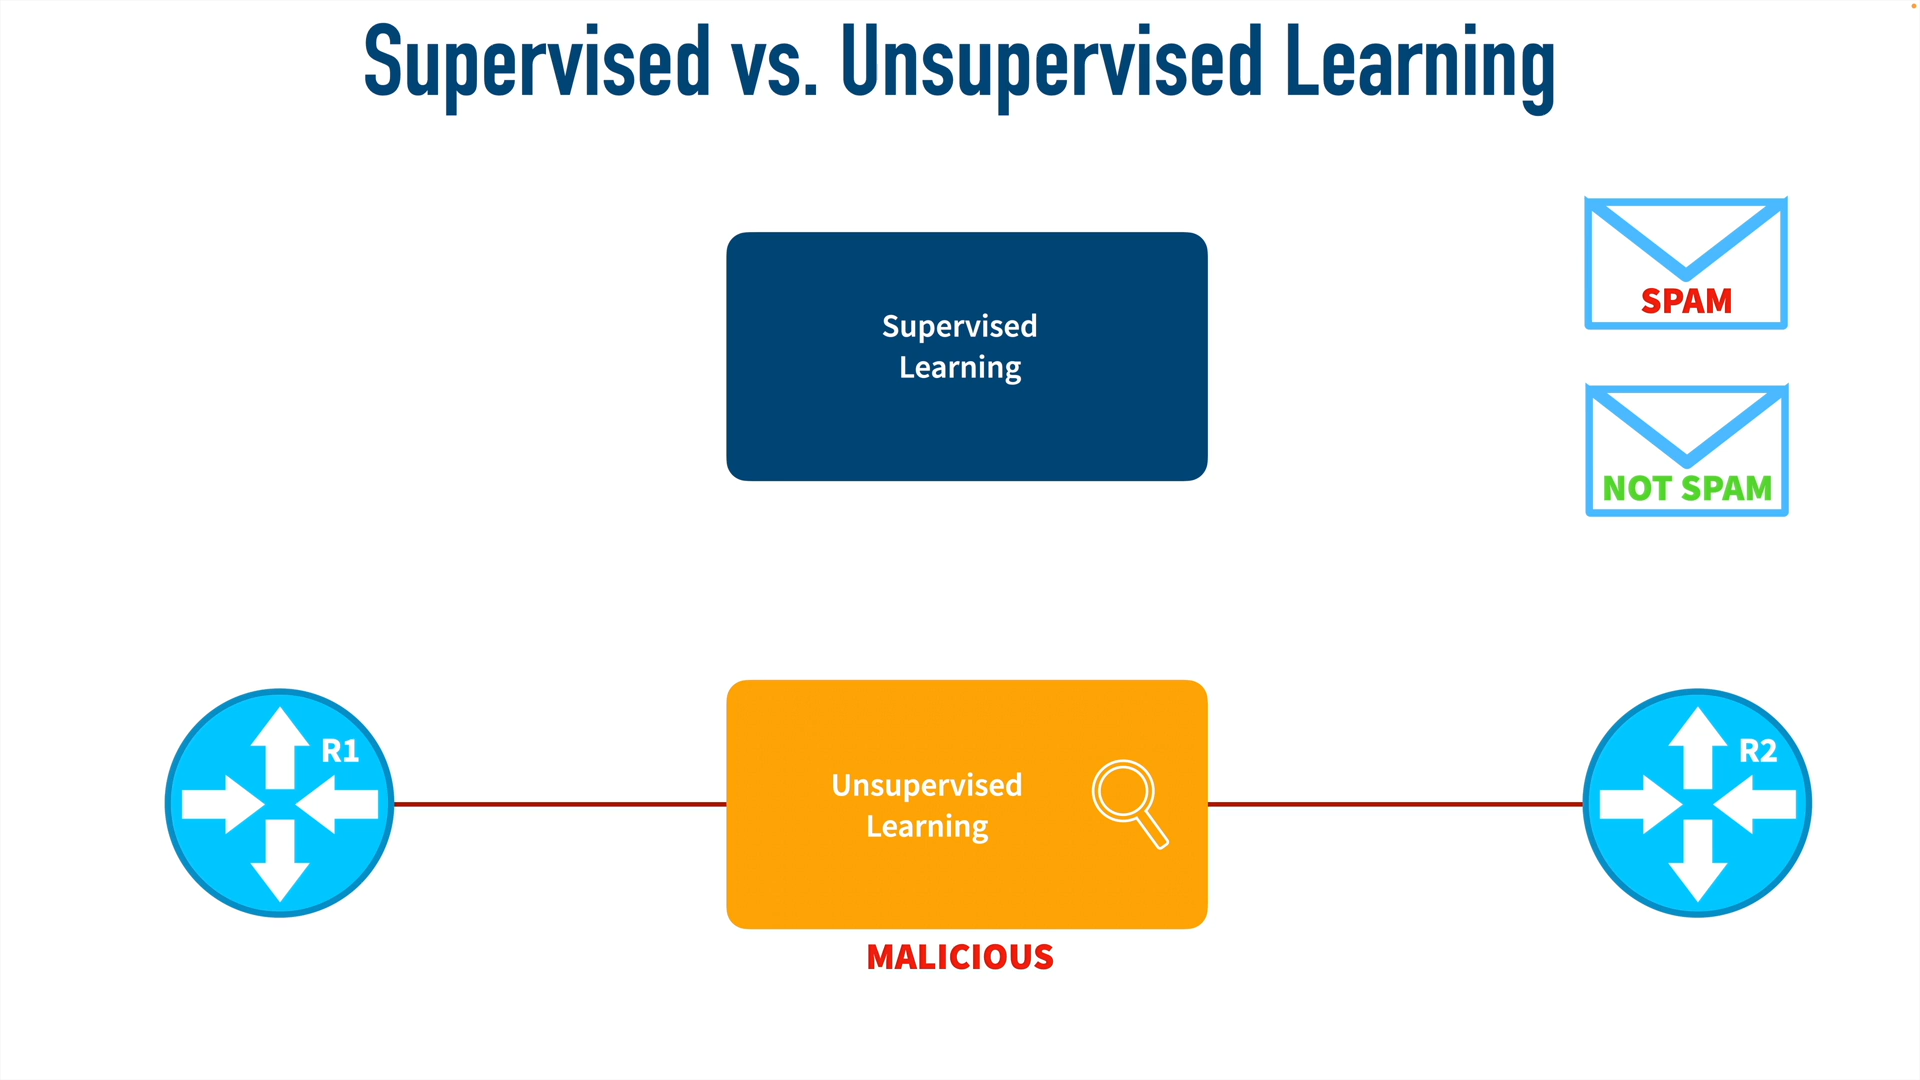 Supervised vs. Unsupervised Learning
SPAM
Supervised
Learning
NOT SPAM
R1
R2
Unsupervised
Learning
MALICIOUS